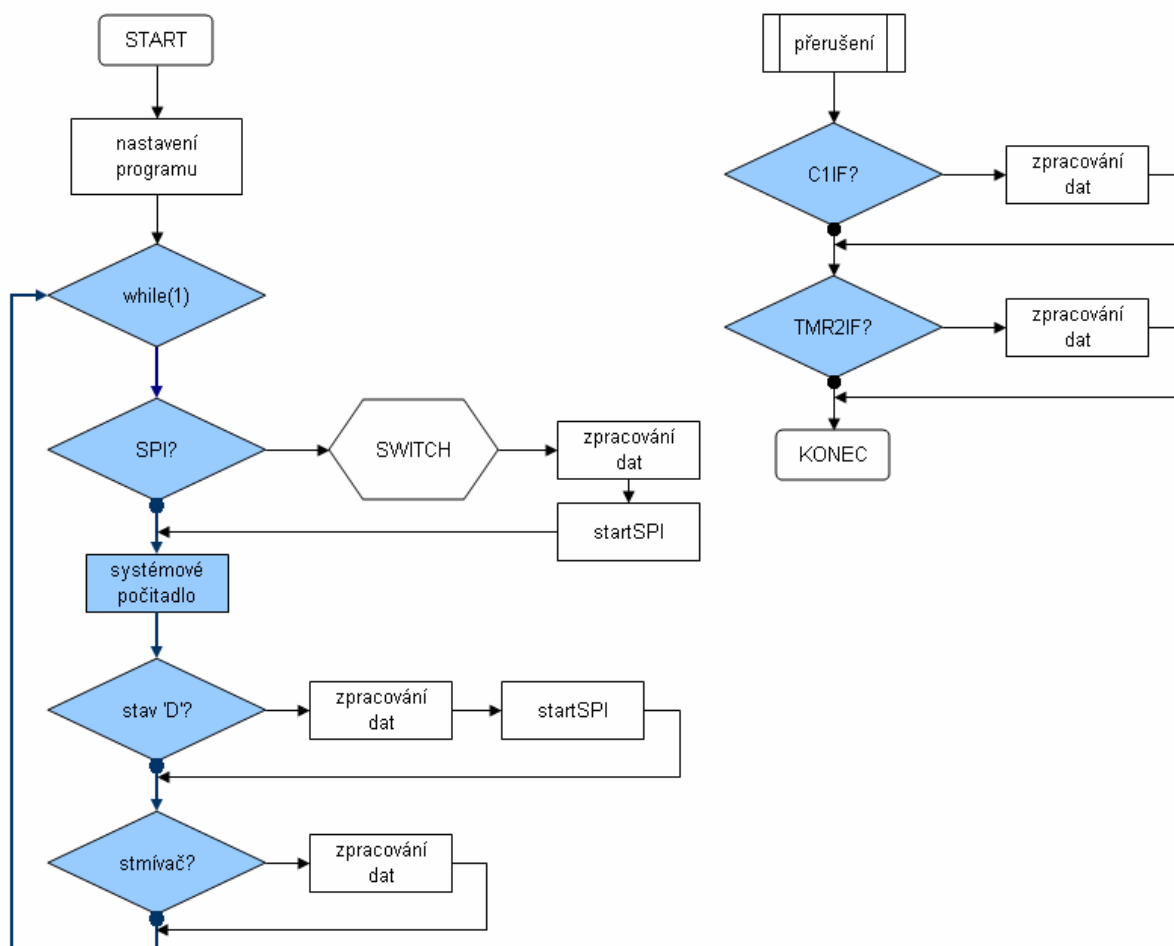 START
nastavení
programu
while(1)
SPI?
SWITCH
zpracování
dat
startSPI
systémové
počitadlo
stav 'D'?
zpracování
dat
startSPI
stmívač?
zpracování
dat
přerušení
C1IF?
zpracování
dat
TMR2IF?
zpracování
dat
KONEC